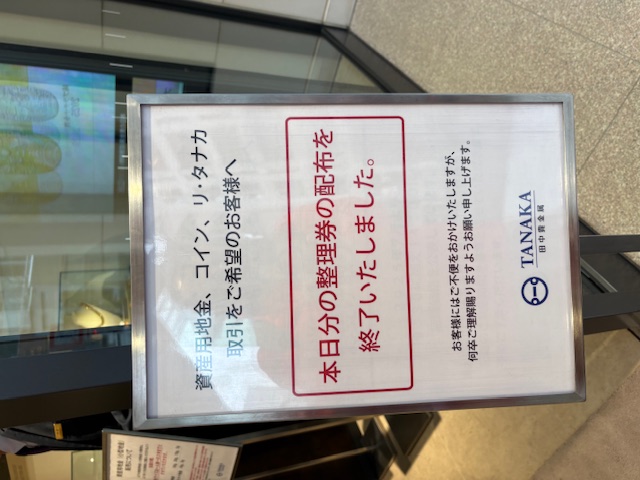 資産用地金、コイン、リ・タナカ
取引をご希望のお客様へ
本日分の整理券の配布を
終了いたしました。
お客様にはご不便をおかけいたしますが、
何卒ご理解賜りますようお願い申し上げます。
TANAKA
田中貴金属